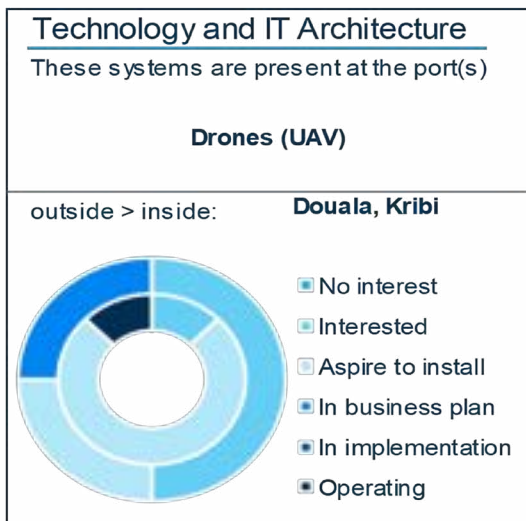 Technology and IT Architecture
These systems are present at the port(s)
Drones (UAV)
outside > inside: Douala, Kribi
No interest
Interested
Aspire to install
In business plan
In implementation
Operating